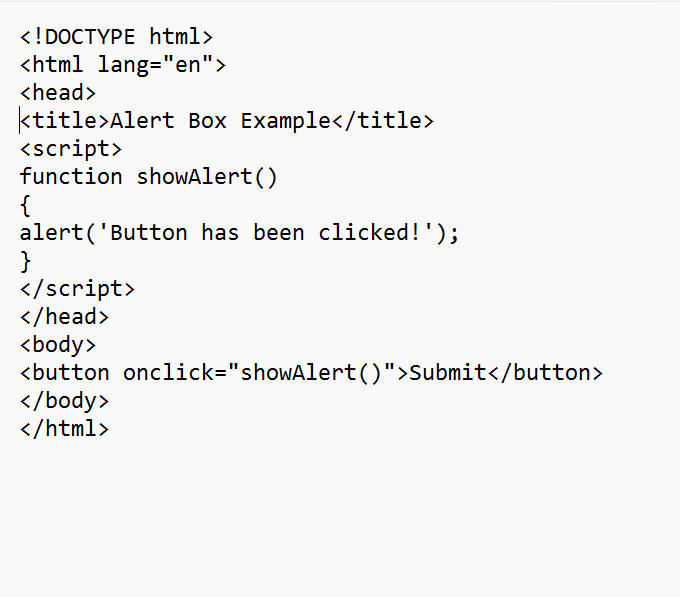 <!DOCTYPE html>
<html lang="en">
<head>
<title>Alert Box Example</title>
<script>
function showAlert()
{
alert('Button has been clicked!');
}
</script>
</head>
<body>
<button onclick="showAlert()">Submit</button>
</body>
</html>